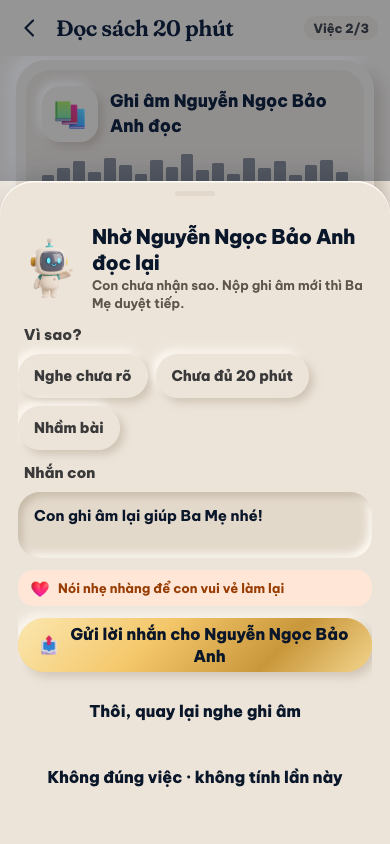 Đọc sách 20 phút
Việc 2/3
Ghi âm Nguyễn Ngọc Bảo
Anh đọc
Nhờ Nguyễn Ngọc Bảo Anh
đọc lại
Con chưa nhận sao. Nộp ghi âm mới thì Ba
Mẹ duyệt tiếp.
Vì sao?
Nghe chưa rõ
Chưa đủ 20 phút
Nhầm bài
Nhắn con
Con ghi âm lại giúp Ba Mẹ nhé!
Nói nhẹ nhàng để con vui vẻ làm lại
Gửi lời nhắn cho Nguyễn Ngọc Bảo
Anh
Thôi, quay lại nghe ghi âm
Không đúng việc · không tính lần này